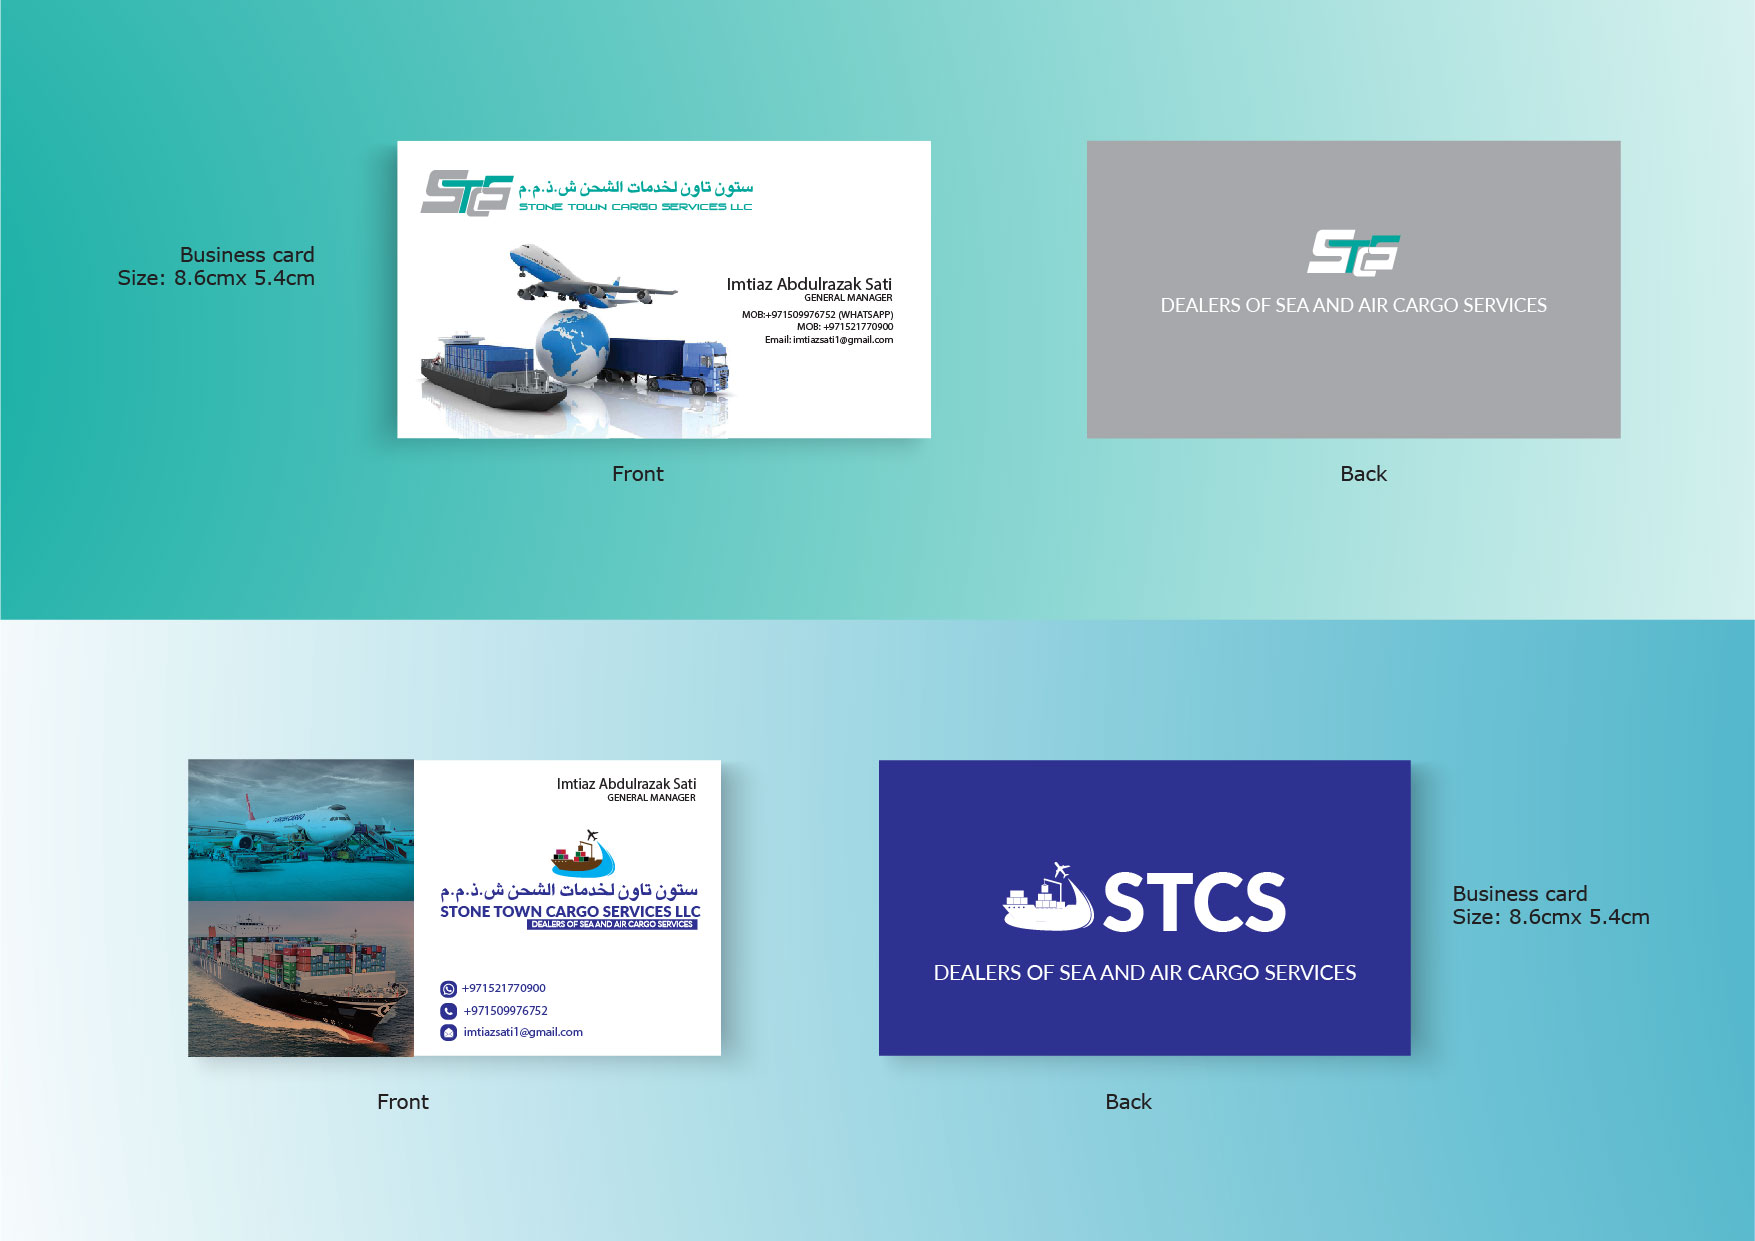 Business card
Size: 8.6cmx 5.4cm
STCS
ستون تاون لخدمات الشحن ش.ذ.م.م
STONE TOWN CARGO SERVICES LLC
Imtiaz Abdulrazak Sati
GENERAL MANAGER
MOB:+971509976752 (WHATSAPP)
MOB: +971521770900
Email: imtiazsati1@gmail.com
Front
STCS
DEALERS OF SEA AND AIR CARGO SERVICES
Back
Imtiaz Abdulrazak Sati
GENERAL MANAGER
ستون تاون لخدمات الشحن ش.ذ.م.م
STONE TOWN CARGO SERVICES LLC
DEALERS OF SEA AND AIR CARGO SERVICES
+971521770900
+971509976752
imtiazsati1@gmail.com
Front
STCS
DEALERS OF SEA AND AIR CARGO SERVICES
Back
Business card
Size: 8.6cmx 5.4cm